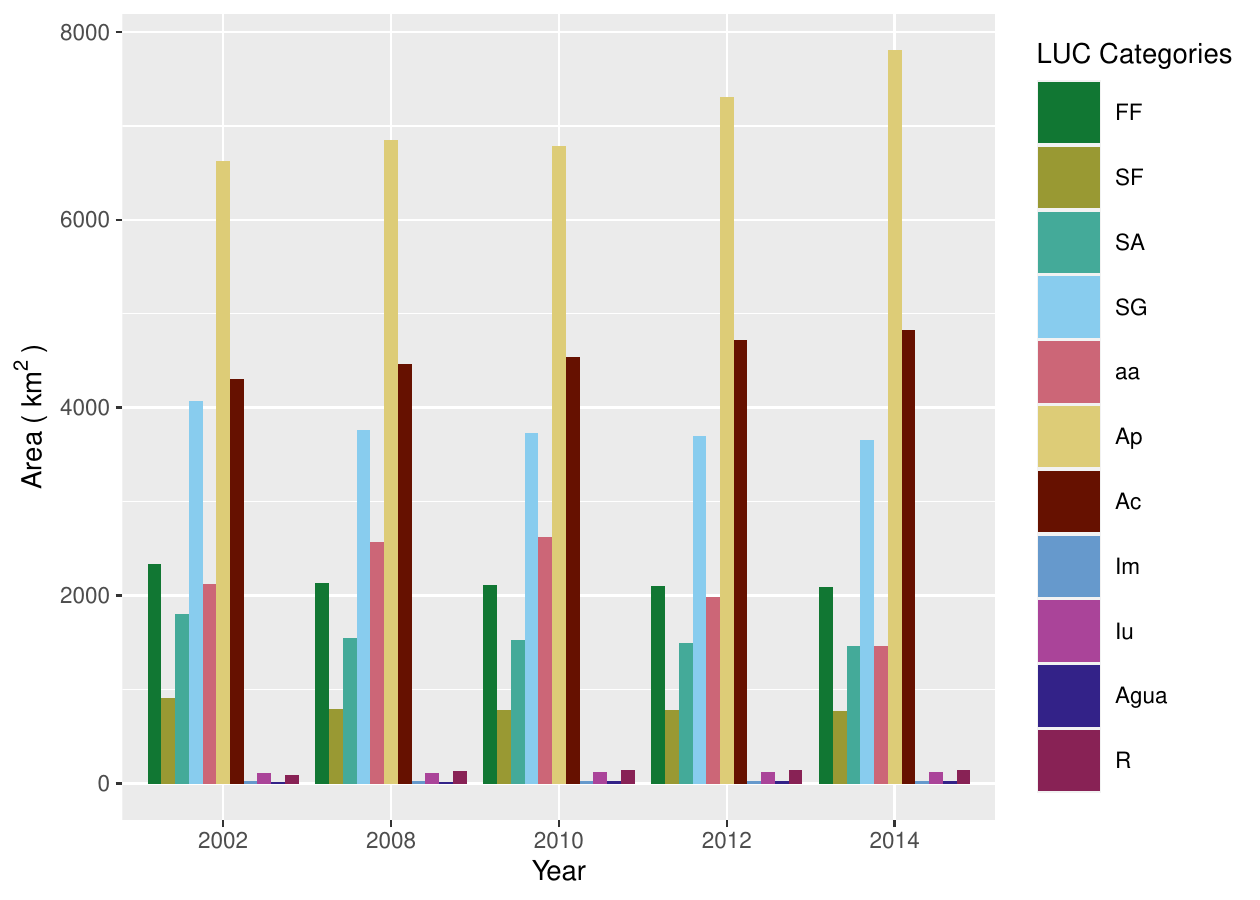 8000
6000
4000
2000
0
Area ( km² )
2002 2008 2010 2012 2014
Year
LUC Categories
FF
SF
SA
SG
aa
Ap
Ac
Im
Iu
Agua
R